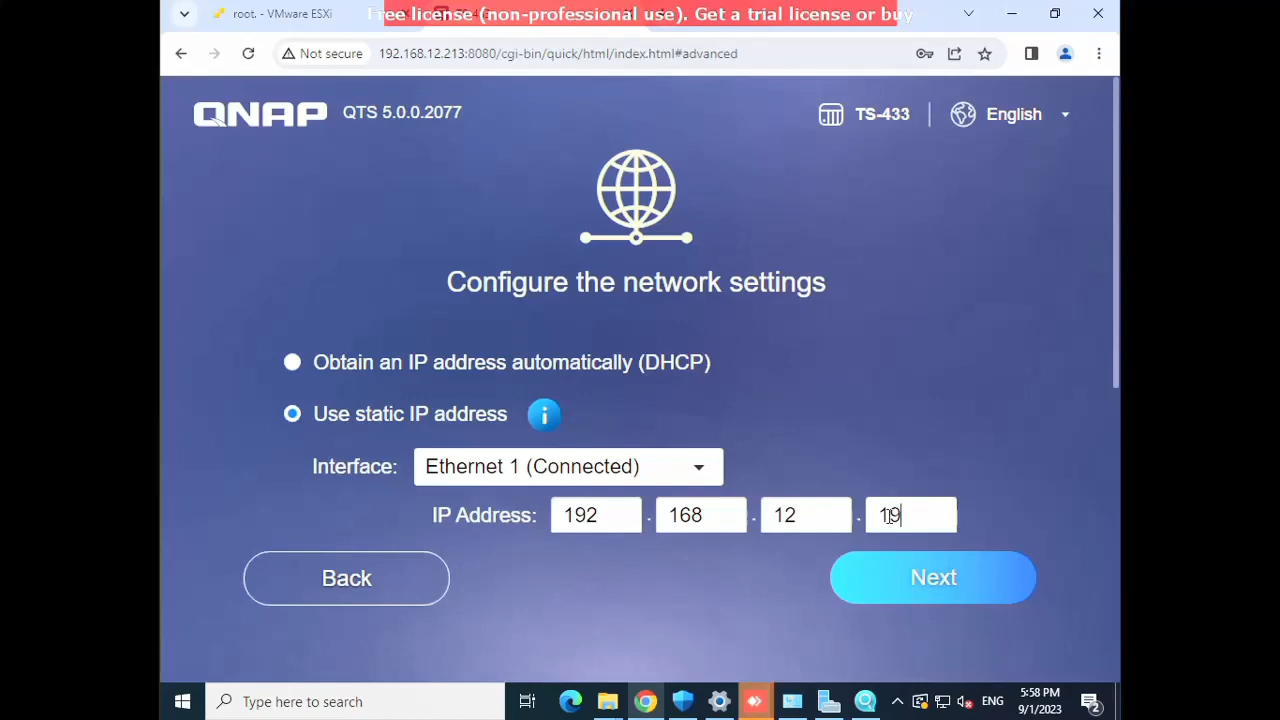 root. - VMware ESXi
Free license (non-professional use). Get a trial license or buy
Not secure
192.168.12.213:8080/cgi-bin/quick/html/index.html#advanced
QNAP
QTS 5.0.0.2077
TS-433
English
Configure the network settings
Obtain an IP address automatically (DHCP)
Use static IP address
i
Interface: Ethernet 1 (Connected)
IP Address: 192 . 168 . 12 . 19
Back
Next
Type here to search
ENG
5:58 PM
9/1/2023
2